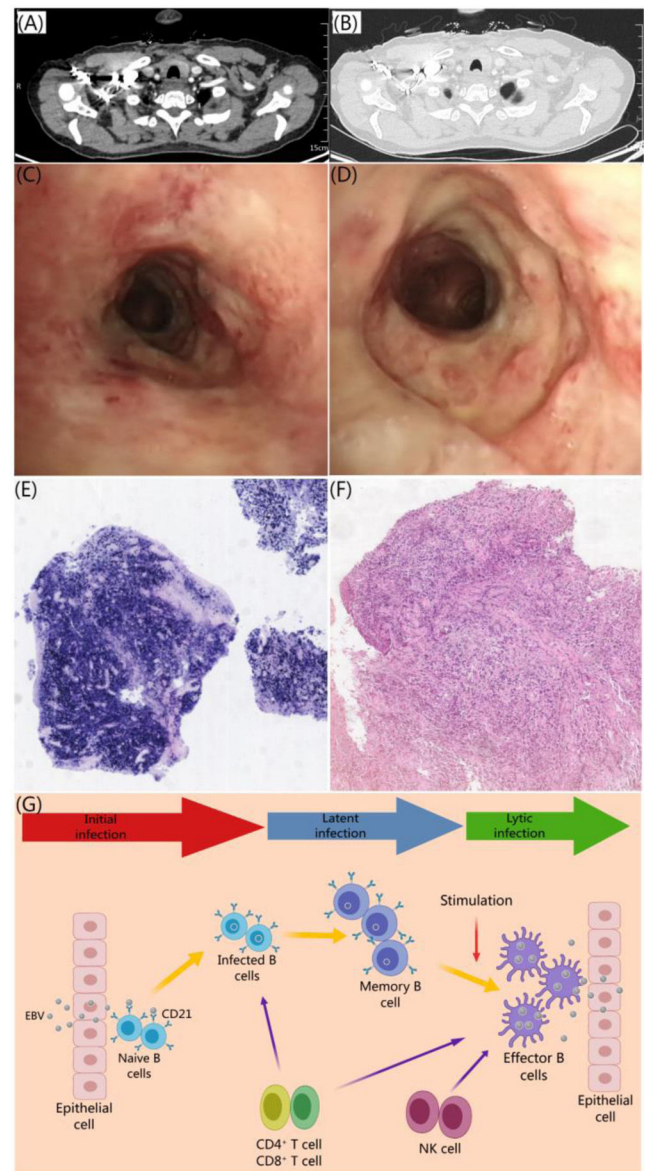 (A)
(B)
R
15cm
(C)
(D)
(E)
(F)
(G)
Initial
infection
Latent
infection
Lytic
infection
Stimulation
Infected B
cells
Memory B
cell
EBV
CD21
Naive B
cells
Effector B
cells
Epithelial
cell
CD4⁺ T cell
CD8⁺ T cell
NK cell
Epithelial
cell